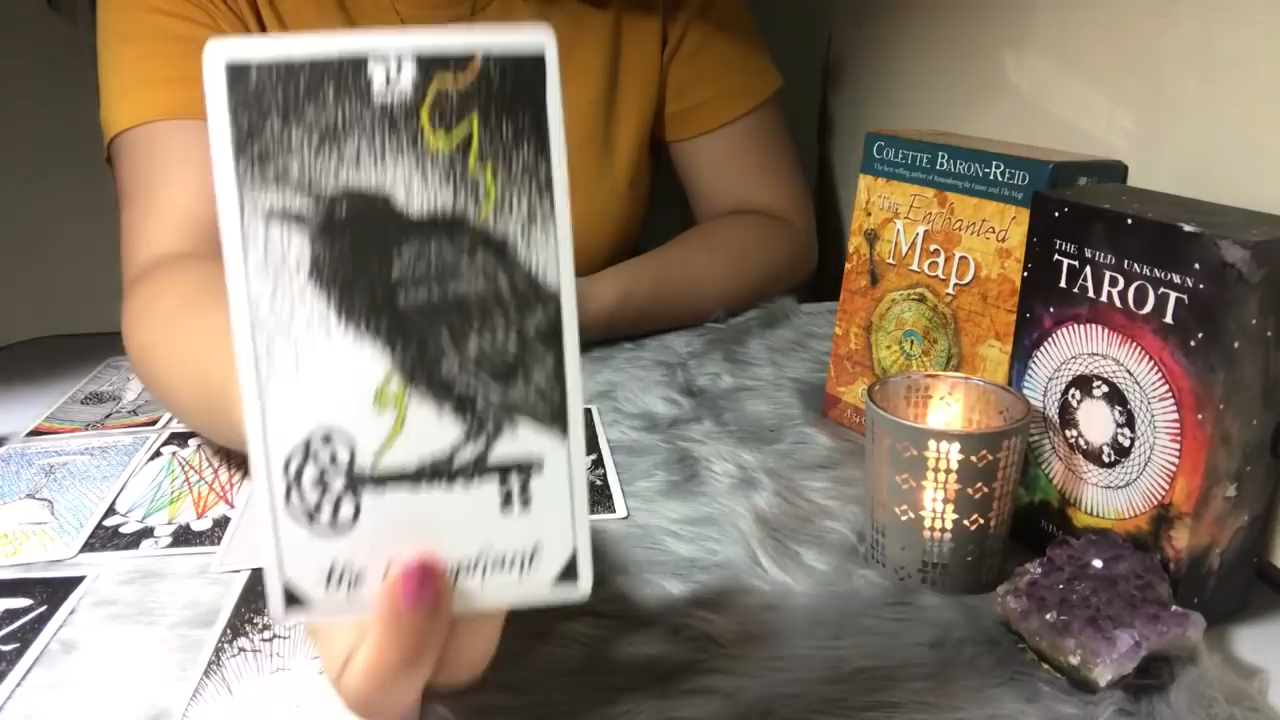 the
COLETTE BARON-REID
The best selling author of Remembering the Future and The Map
THE Enchanted
Map
THE WILD UNKNOWN
TAROT